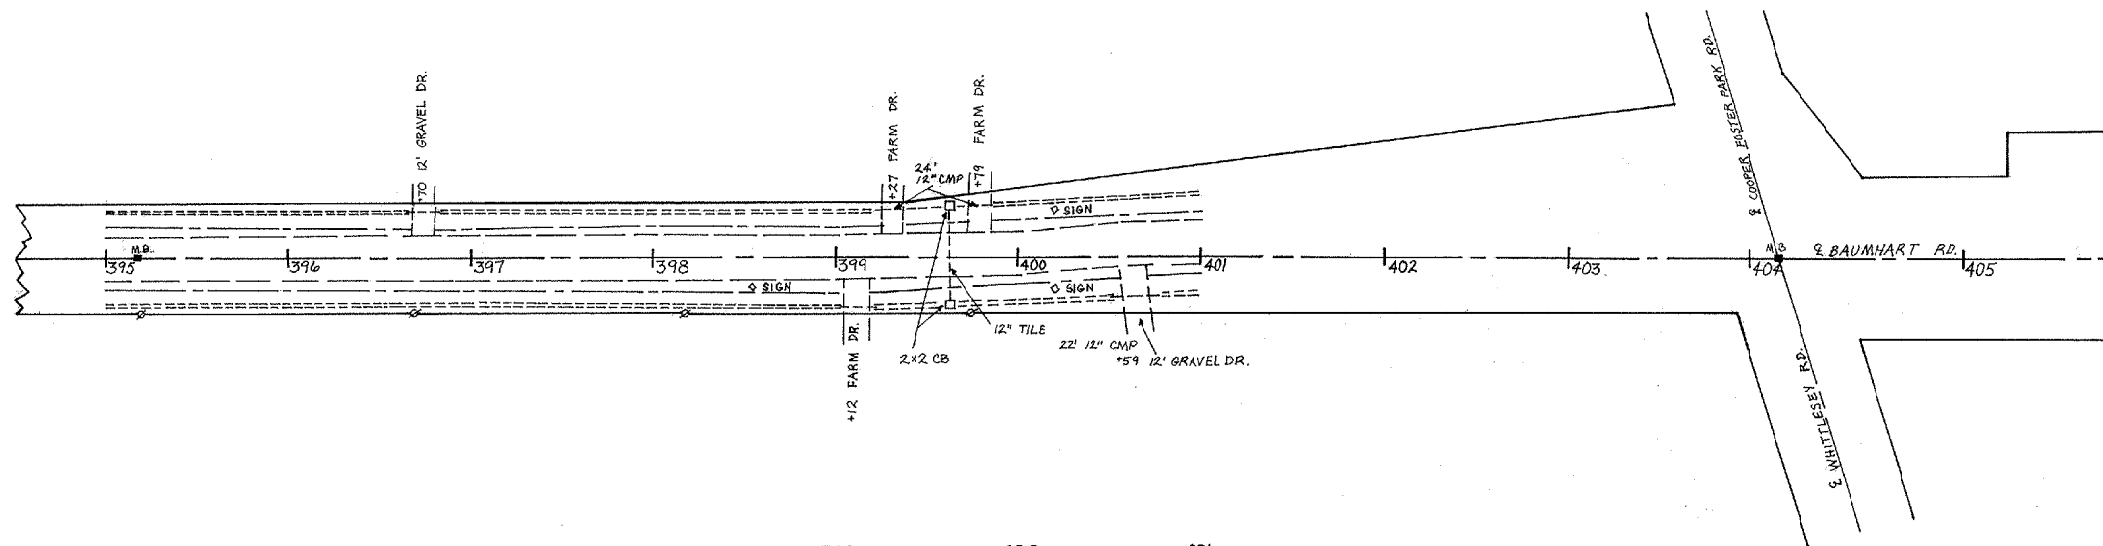 +70 12' GRAVEL DR.
+27 FARM DR.
24'
12" CMP
+79 FARM DR.
℄ COOPER FOSTER PARK RD.
SIGN
M.B.
M.B
℄ BAUMHART RD.
395
396
397
398
399
400
401
402
403
404
405
SIGN
SIGN
12" TILE
2×2 CB
22' 12" CMP
+59 12' GRAVEL DR.
+12 FARM DR.
℄ WHITTLESEY RD.